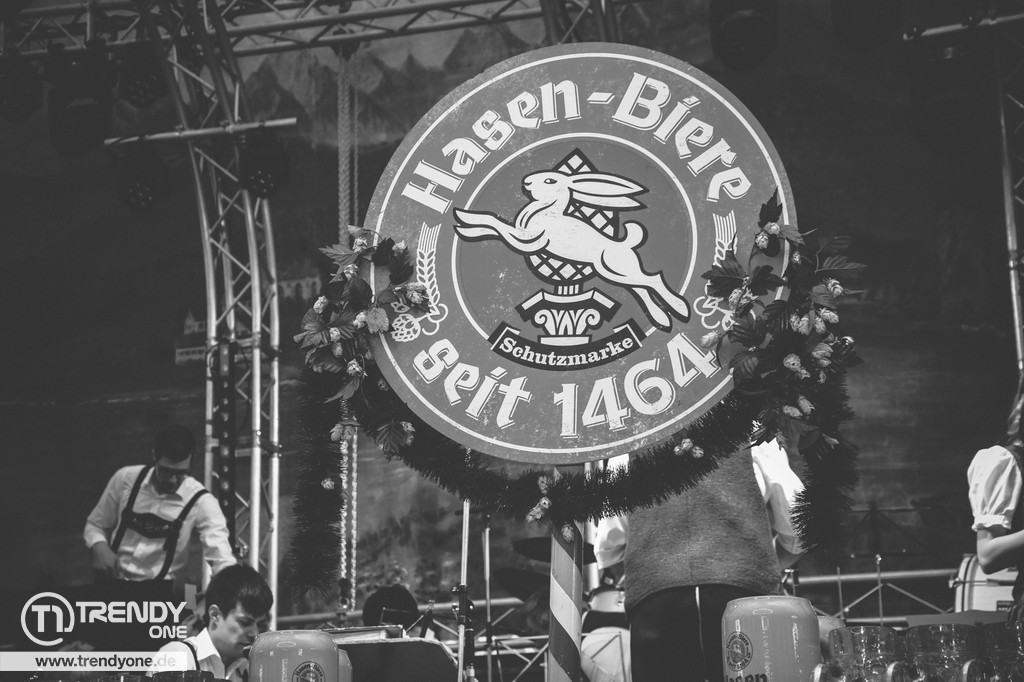 Hasen-Biere
Schutzmarke
seit 1464
TRENDY
ONE
www.trendyone.de